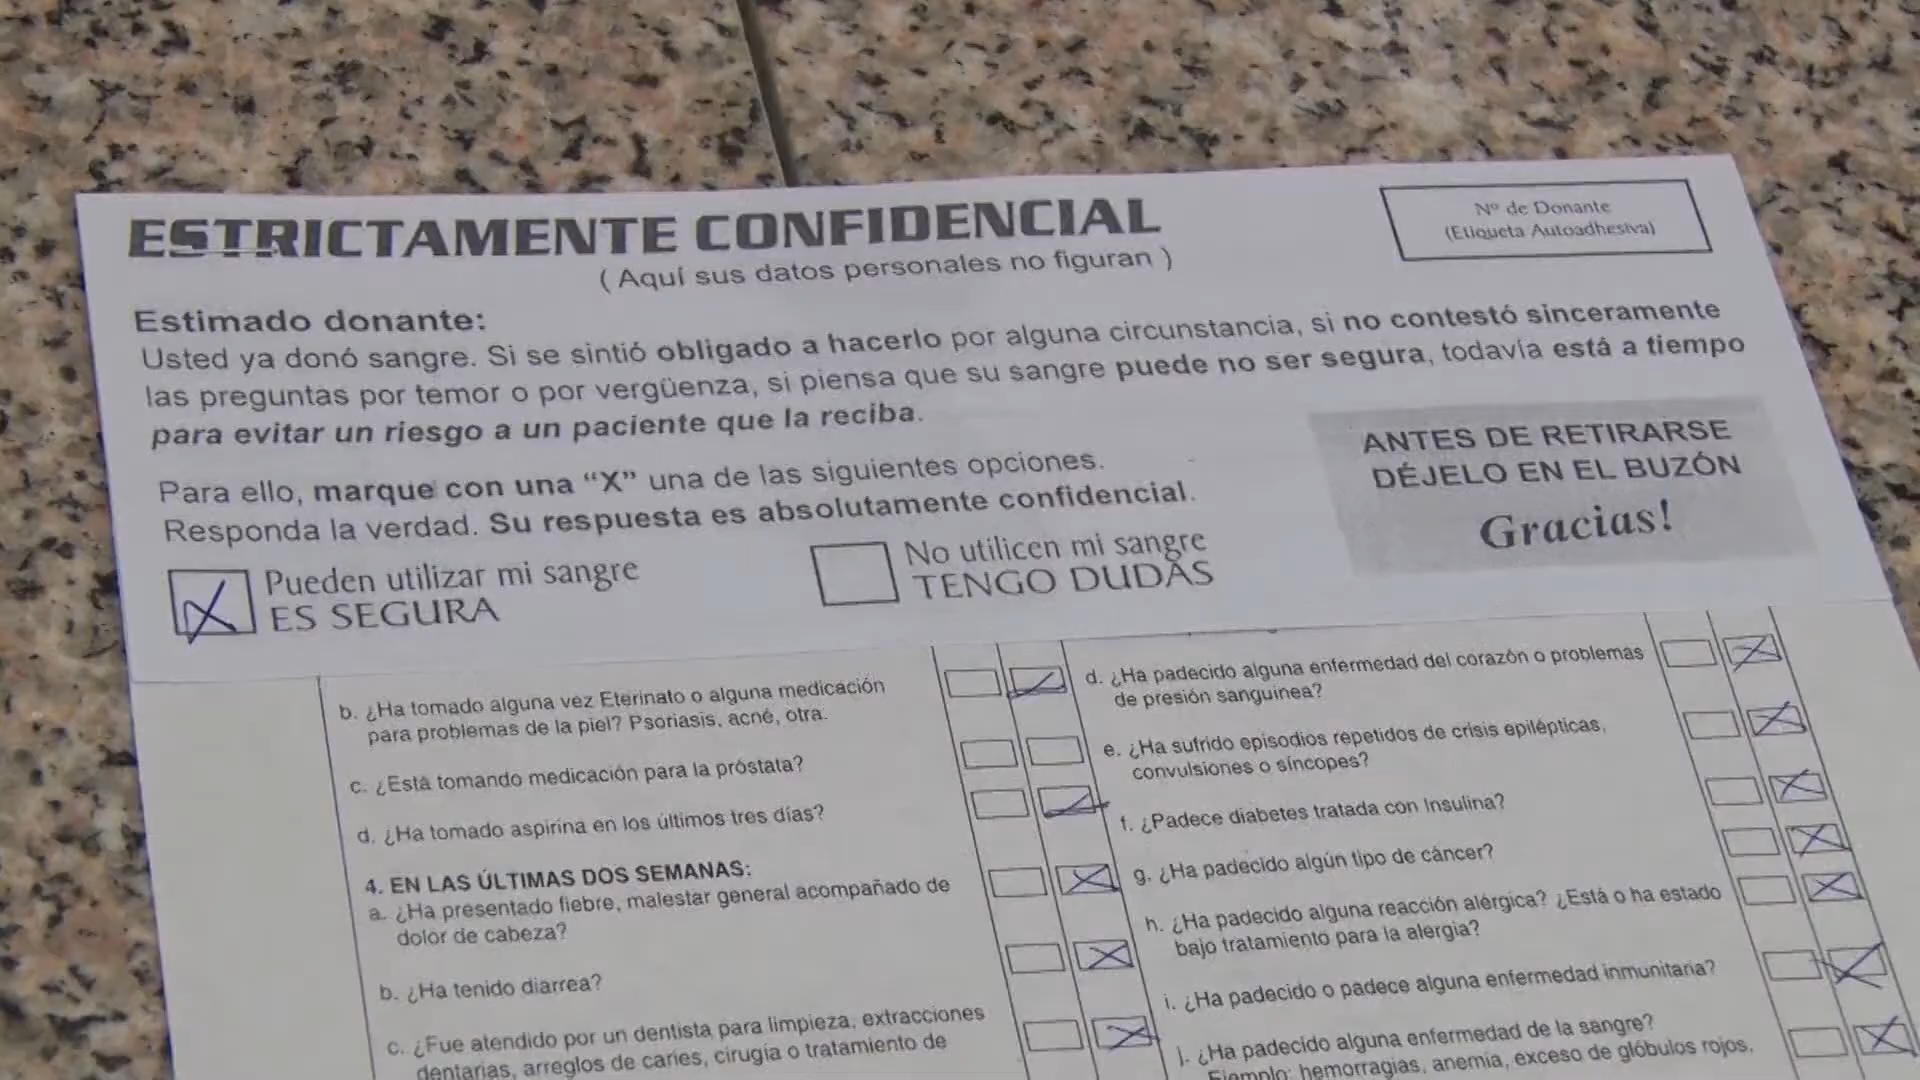 ESTRICTAMENTE CONFIDENCIAL
( Aquí sus datos personales no figuran )
Nº de Donante
(Etiqueta Autoadhesiva)
Estimado donante:
Usted ya donó sangre. Si se sintió obligado a hacerlo por alguna circunstancia, si no contestó sinceramente
las preguntas por temor o por vergüenza, si piensa que su sangre puede no ser segura, todavía está a tiempo
para evitar un riesgo a un paciente que la reciba.
Para ello, marque con una “X” una de las siguientes opciones.
Responda la verdad. Su respuesta es absolutamente confidencial.
ANTES DE RETIRARSE
DÉJELO EN EL BUZÓN
Gracias!
Pueden utilizar mi sangre
ES SEGURA
No utilicen mi sangre
TENGO DUDAS
b. ¿Ha tomado alguna vez Eterinato o alguna medicación
para problemas de la piel? Psoriasis, acné, otra.
c. ¿Está tomando medicación para la próstata?
d. ¿Ha tomado aspirina en los últimos tres días?
4. EN LAS ÚLTIMAS DOS SEMANAS:
a. ¿Ha presentado fiebre, malestar general acompañado de
dolor de cabeza?
b. ¿Ha tenido diarrea?
c. ¿Fue atendido por un dentista para limpieza, extracciones
dentarias, arreglos de caries, cirugía o tratamiento de
d. ¿Ha padecido alguna enfermedad del corazón o problemas
de presión sanguínea?
e. ¿Ha sufrido episodios repetidos de crisis epilépticas,
convulsiones o síncopes?
f. ¿Padece diabetes tratada con Insulina?
g. ¿Ha padecido algún tipo de cáncer?
h. ¿Ha padecido alguna reacción alérgica? ¿Está o ha estado
bajo tratamiento para la alergia?
i. ¿Ha padecido o padece alguna enfermedad inmunitaria?
j. ¿Ha padecido alguna enfermedad de la sangre?
Ejemplo: hemorragias, anemia, exceso de glóbulos rojos,